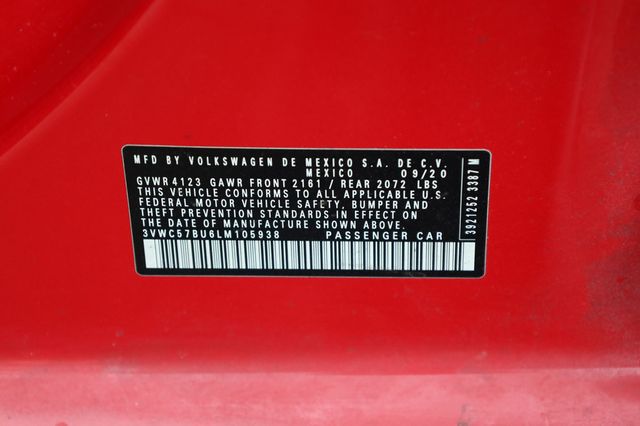 MFD BY VOLKSWAGEN DE MEXICO S.A. DE C.V.
MEXICO 09/20
GVWR 4123 GAWR FRONT 2161 / REAR 2072 LBS
THIS VEHICLE CONFORMS TO ALL APPLICABLE U.S.
FEDERAL MOTOR VEHICLE SAFETY, BUMPER AND
THEFT PREVENTION STANDARDS IN EFFECT ON
THE DATE OF MANUFACTURE SHOWN ABOVE.
3VWC57BU6LM105938 PASSENGER CAR
3921252 3387 M